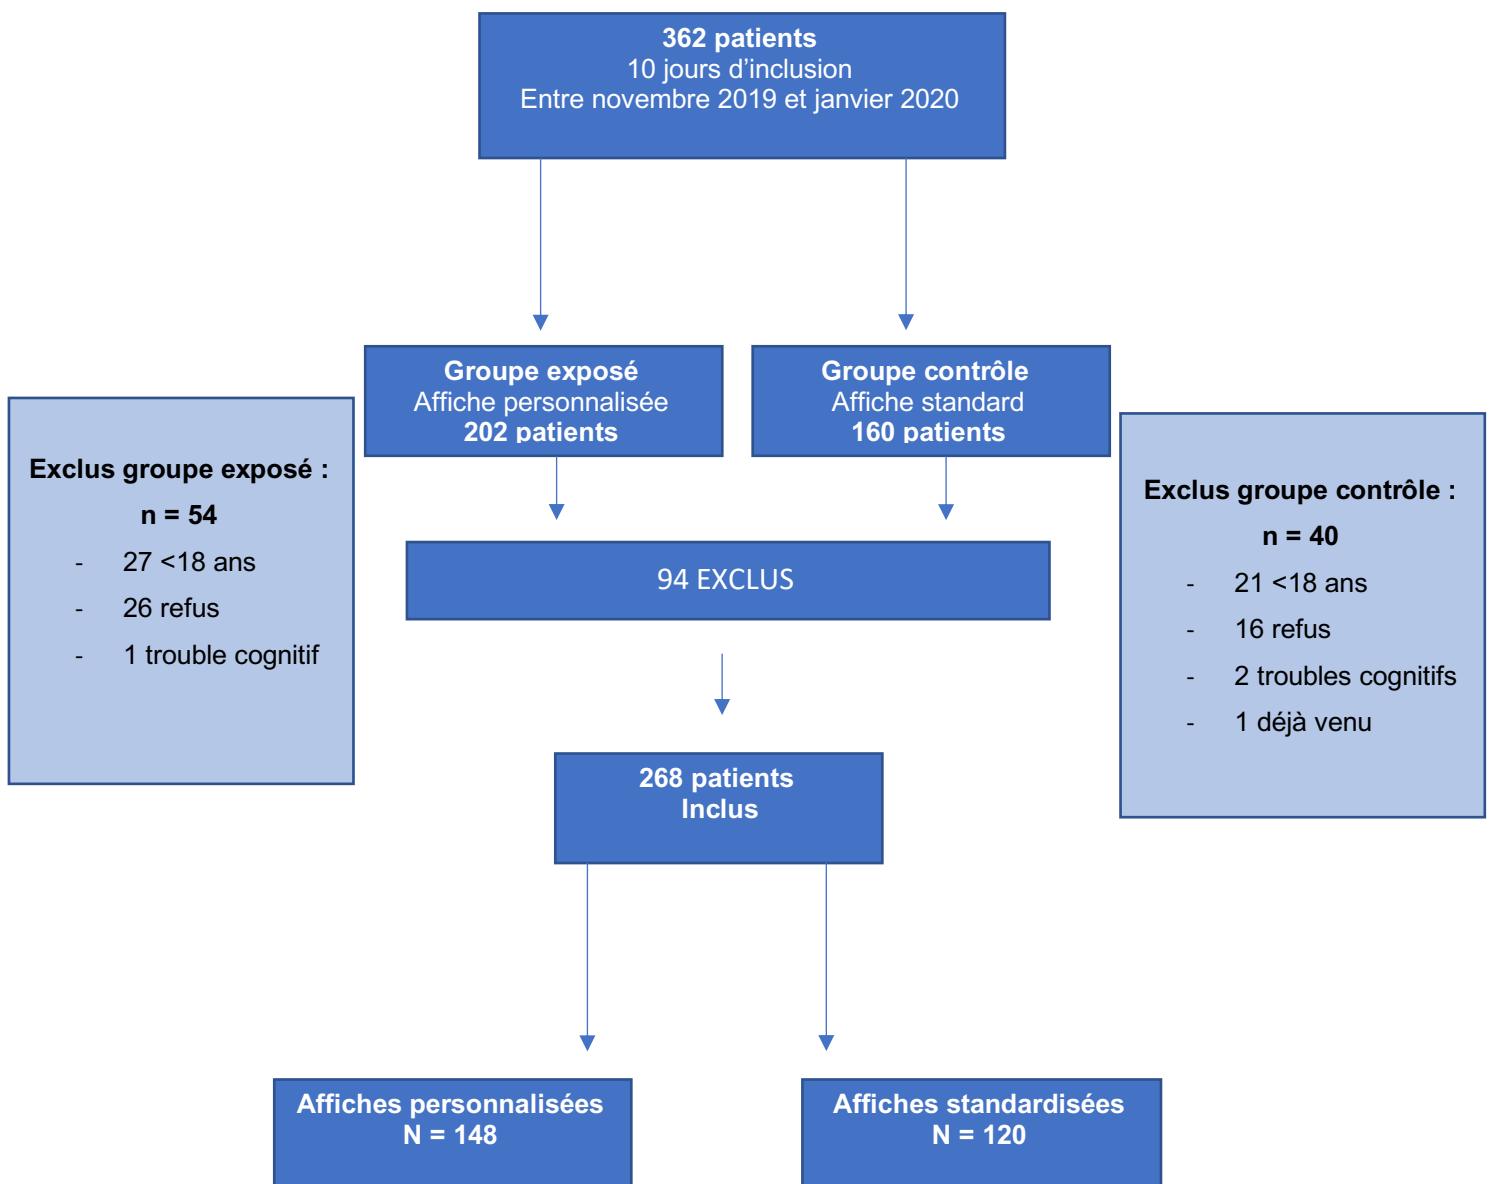 362 patients
10 jours d’inclusion
Entre novembre 2019 et janvier 2020
Groupe exposé
Affiche personnalisée
202 patients
Groupe contrôle
Affiche standard
160 patients
Exclus groupe exposé :
n = 54
- 27 <18 ans
- 26 refus
- 1 trouble cognitif
Exclus groupe contrôle :
n = 40
- 21 <18 ans
- 16 refus
- 2 troubles cognitifs
- 1 déjà venu
94 EXCLUS
268 patients
Inclus
Affiches personnalisées
N = 148
Affiches standardisées
N = 120